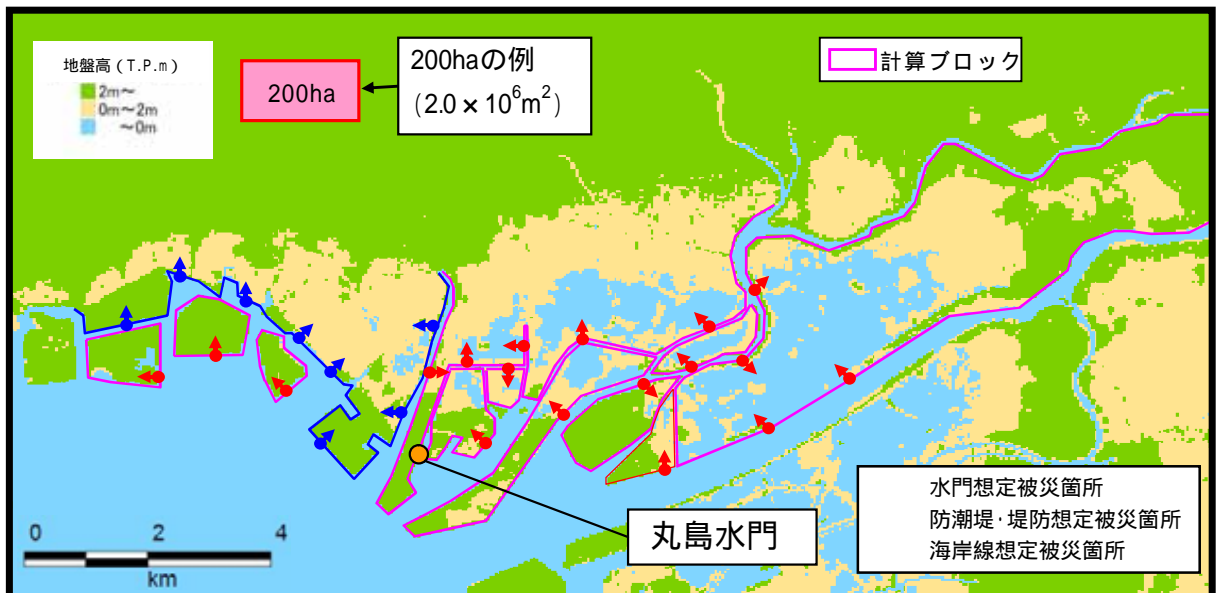 地盤高（T.P.m）
2m～
0m～2m
～0m
200ha
200haの例
(2.0 × 10⁶m²)
計算ブロック
丸島水門
水門想定被災箇所
防潮堤・堤防想定被災箇所
海岸線想定被災箇所
0 2 4
km